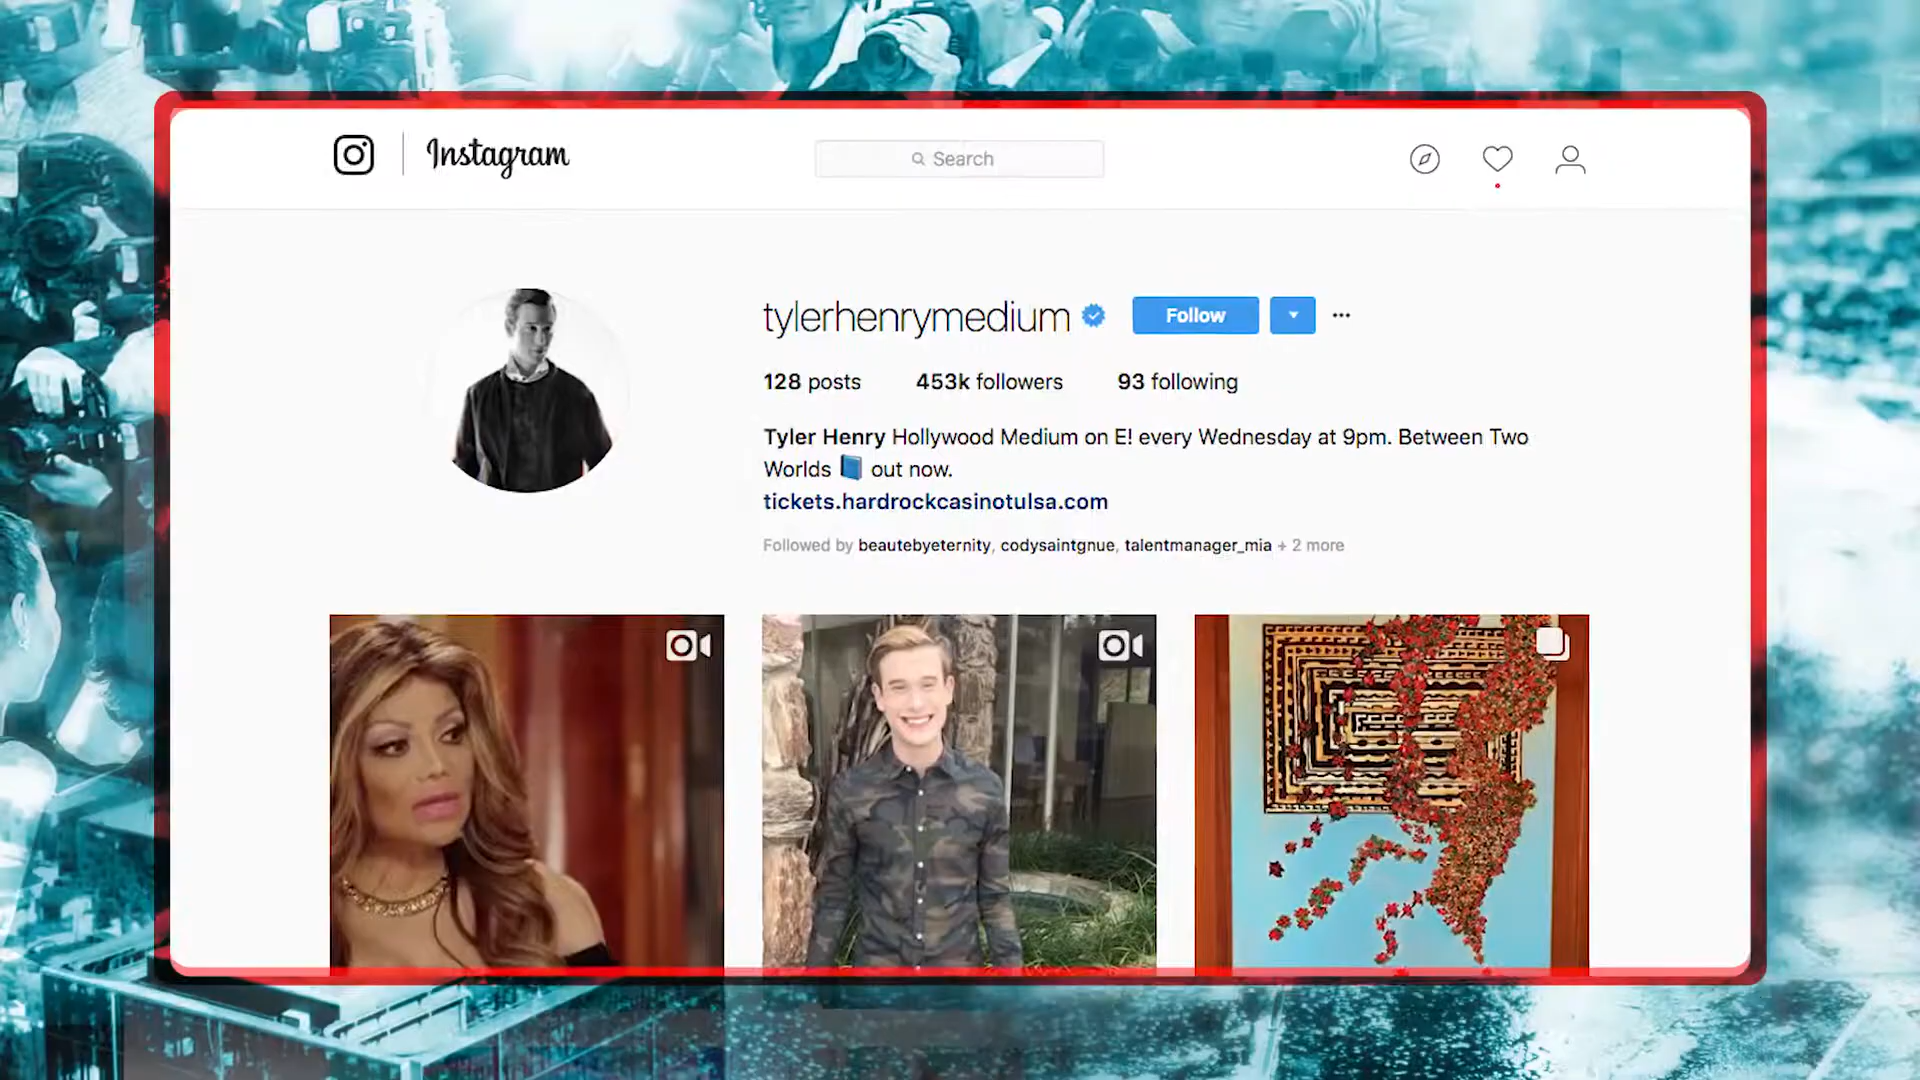 Instagram
Search
tylerhenrymedium
Follow
128 posts 453k followers 93 following
Tyler Henry Hollywood Medium on E! every Wednesday at 9pm. Between Two
Worlds 📘 out now.
tickets.hardrockcasinotulsa.com
Followed by beautebyeternity, codysaintgnue, talentmanager_mia + 2 more